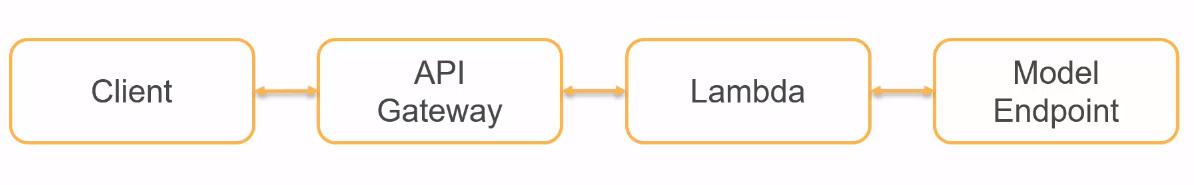 Client
API
Gateway
Lambda
Model
Endpoint